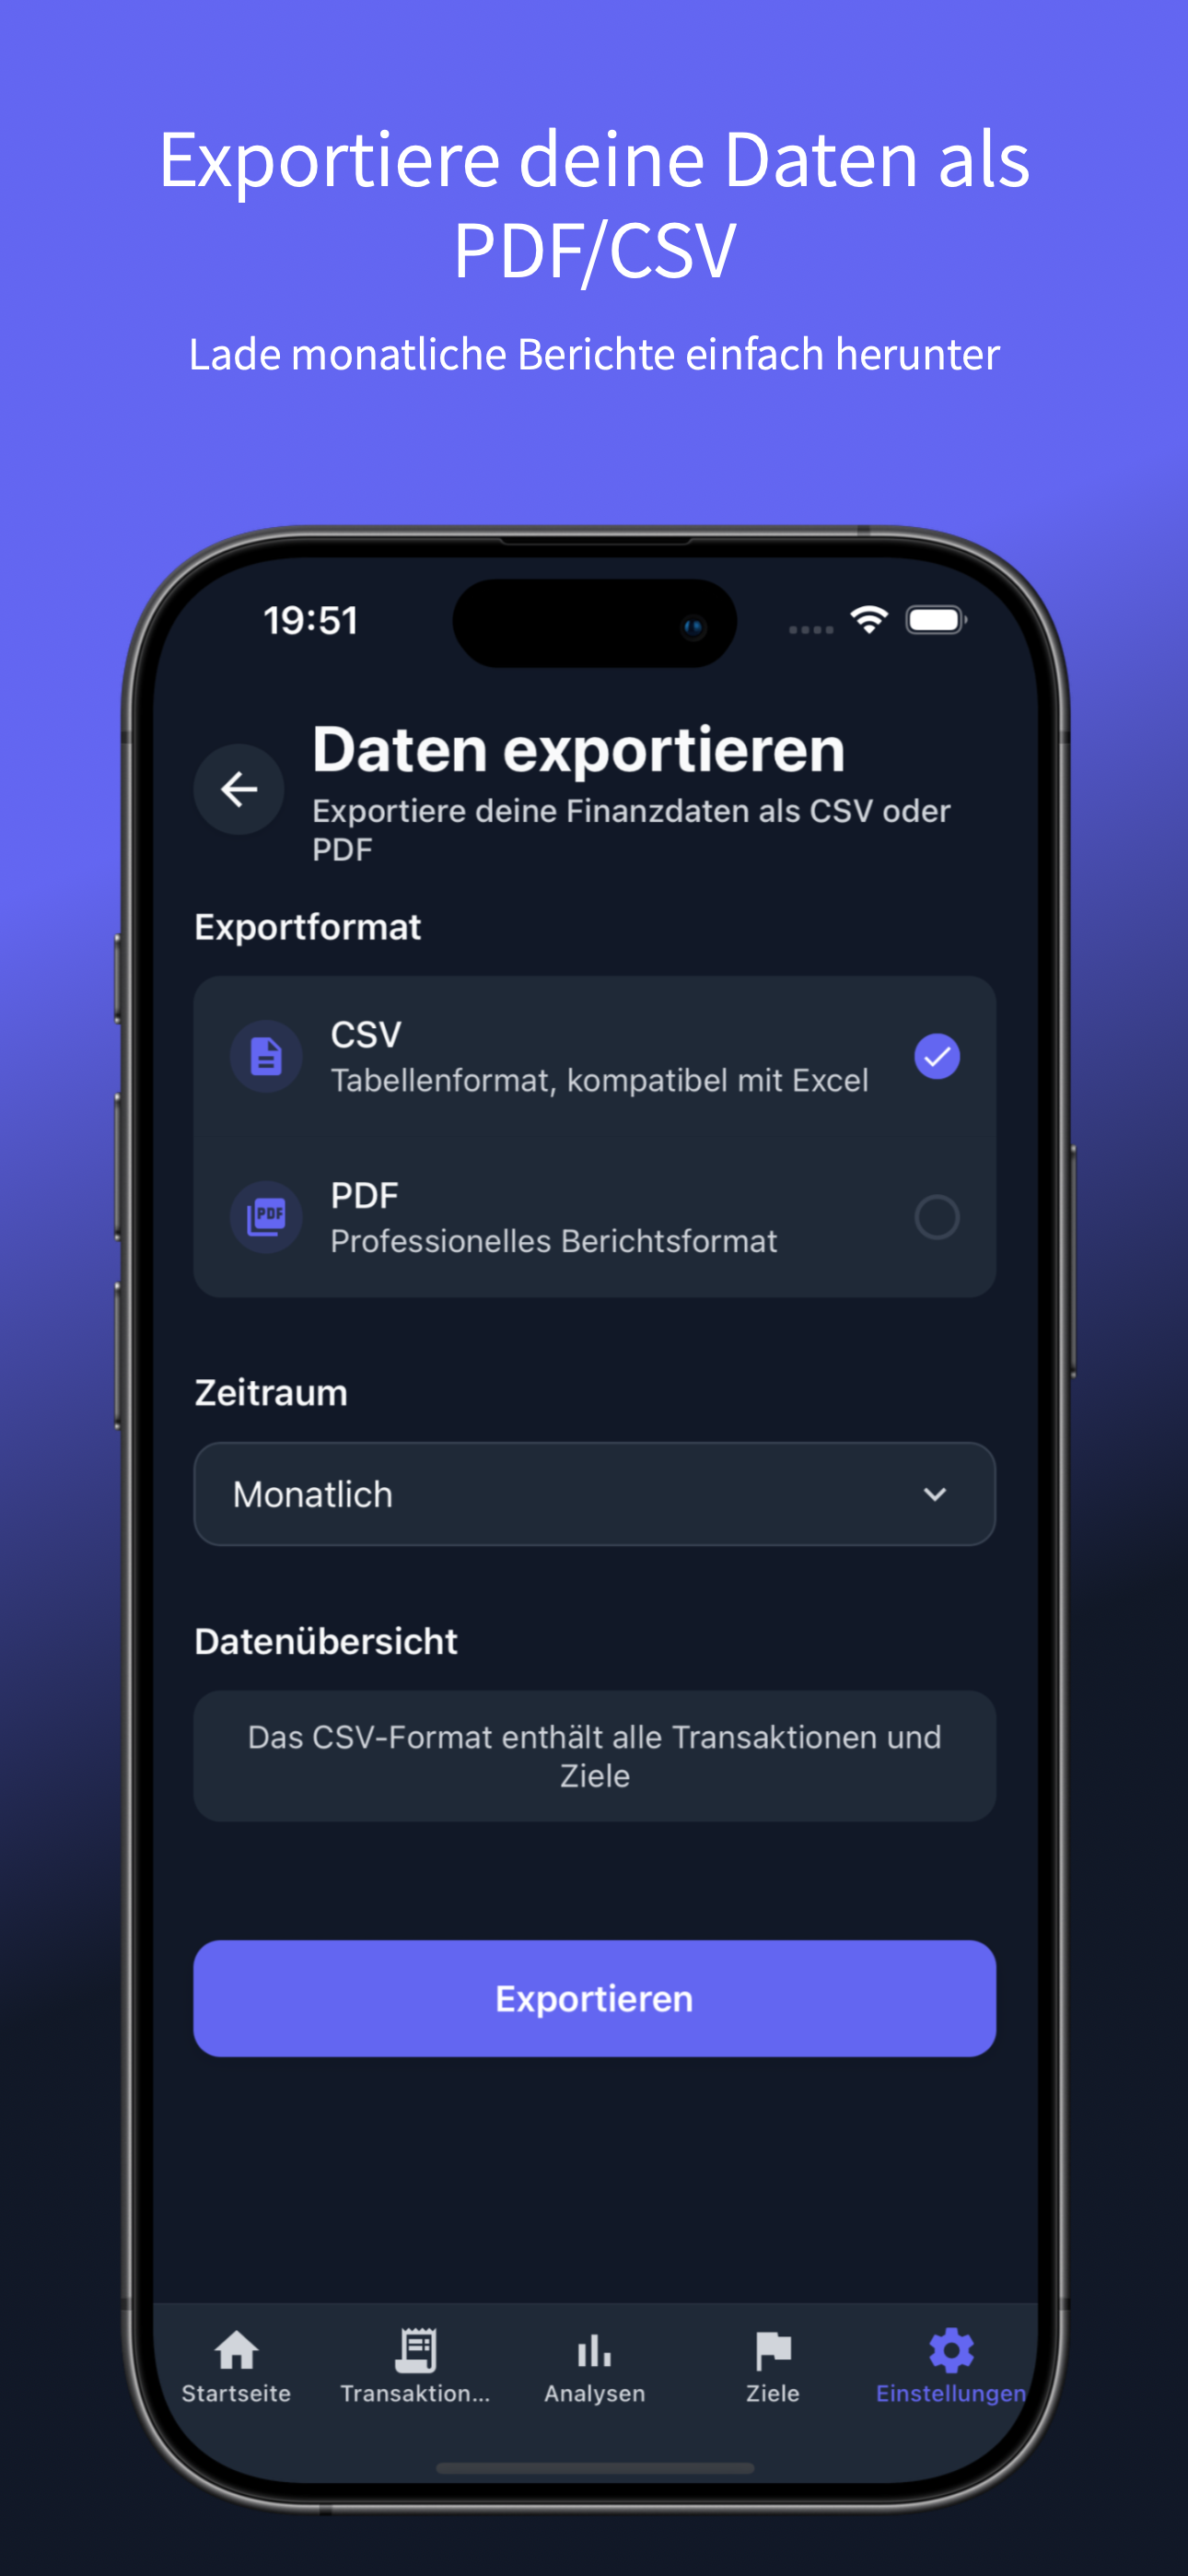 Exportiere deine Daten als
PDF/CSV
Lade monatliche Berichte einfach herunter
19:51
Daten exportieren
Exportiere deine Finanzdaten als CSV oder
PDF
Exportformat
CSV
Tabellenformat, kompatibel mit Excel
PDF
PDF
Professionelles Berichtsformat
Zeitraum
Monatlich
Datenübersicht
Das CSV-Format enthält alle Transaktionen und
Ziele
Exportieren
Startseite
Transaktion...
Analysen
Ziele
Einstellungen